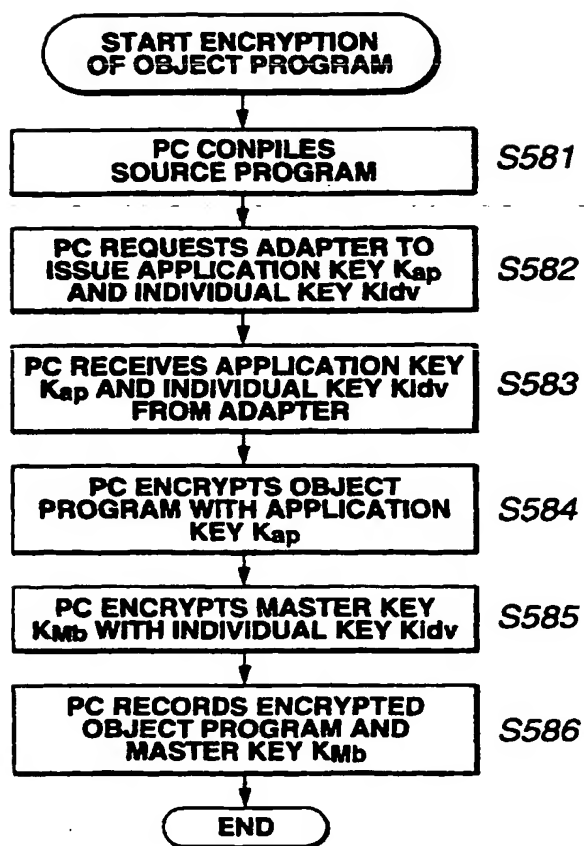 START ENCRYPTION
OF OBJECT PROGRAM
PC CONPILES
SOURCE PROGRAM
S581
PC REQUESTS ADAPTER TO
ISSUE APPLICATION KEY Kap
AND INDIVIDUAL KEY Kidv
S582
PC RECEIVES APPLICATION KEY
Kap AND INDIVIDUAL KEY Kidv
FROM ADAPTER
S583
PC ENCRYPTS OBJECT
PROGRAM WITH APPLICATION
KEY Kap
S584
PC ENCRYPTS MASTER KEY
KMb WITH INDIVIDUAL KEY Kidv
S585
PC RECORDS ENCRYPTED
OBJECT PROGRAM AND
MASTER KEY KMb
S586
END